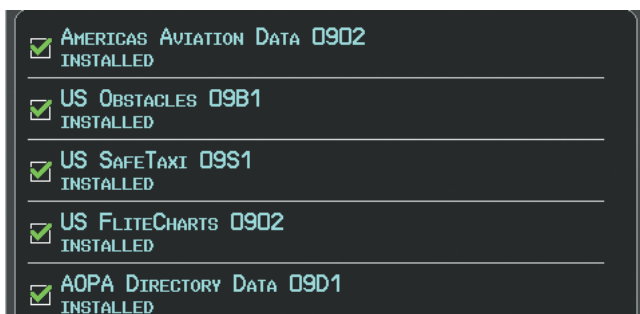 Americas Aviation Data 0902
INSTALLED
US Obstacles 09B1
INSTALLED
US SafeTaxi 09S1
INSTALLED
US FliteCharts 0902
INSTALLED
AOPA Directory Data 09D1
INSTALLED